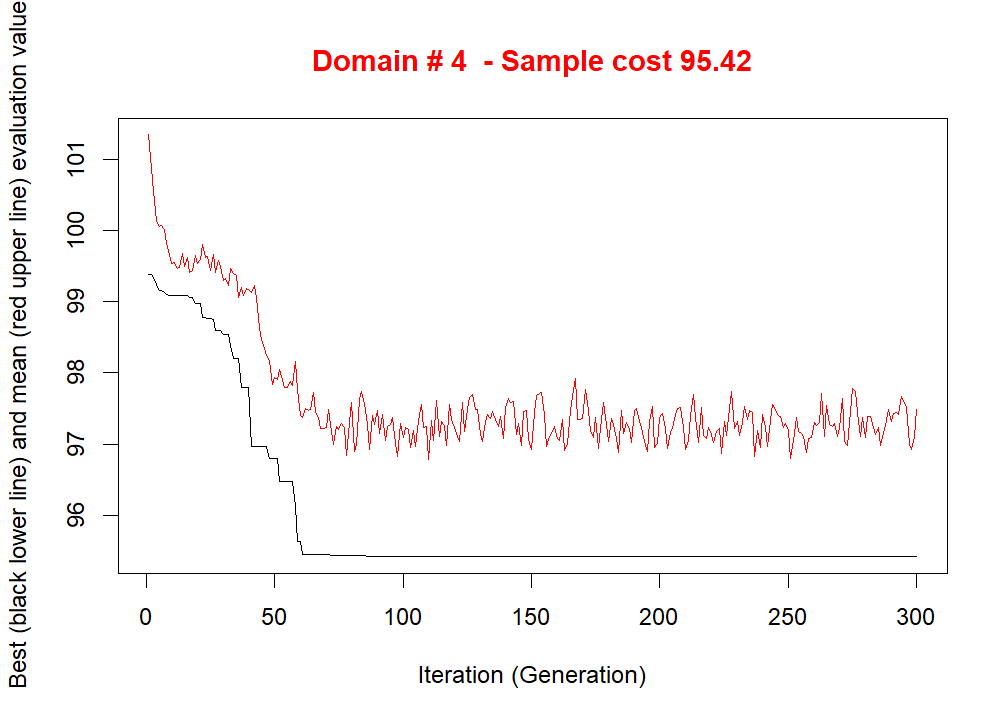 Domain # 4  - Sample cost 95.42
Best (black lower line) and mean (red upper line) evaluation value
101
100
99
98
97
96
0 50 100 150 200 250 300
Iteration (Generation)